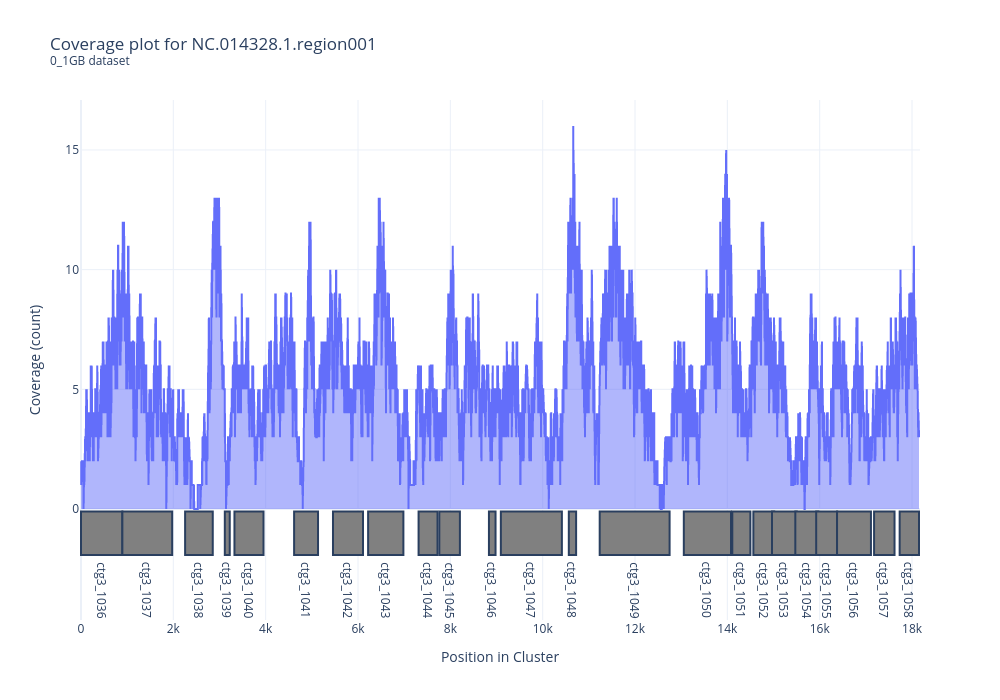 Coverage plot for NC.014328.1.region001
0_1GB dataset
15
10
5
0
Coverage (count)
ctg3_1036
ctg3_1037
ctg3_1038
ctg3_1039
ctg3_1040
ctg3_1041
ctg3_1042
ctg3_1043
ctg3_1044
ctg3_1045
ctg3_1046
ctg3_1047
ctg3_1048
ctg3_1049
ctg3_1050
ctg3_1051
ctg3_1052
ctg3_1053
ctg3_1054
ctg3_1055
ctg3_1056
ctg3_1057
ctg3_1058
0 2k 4k 6k 8k 10k 12k 14k 16k 18k
Position in Cluster